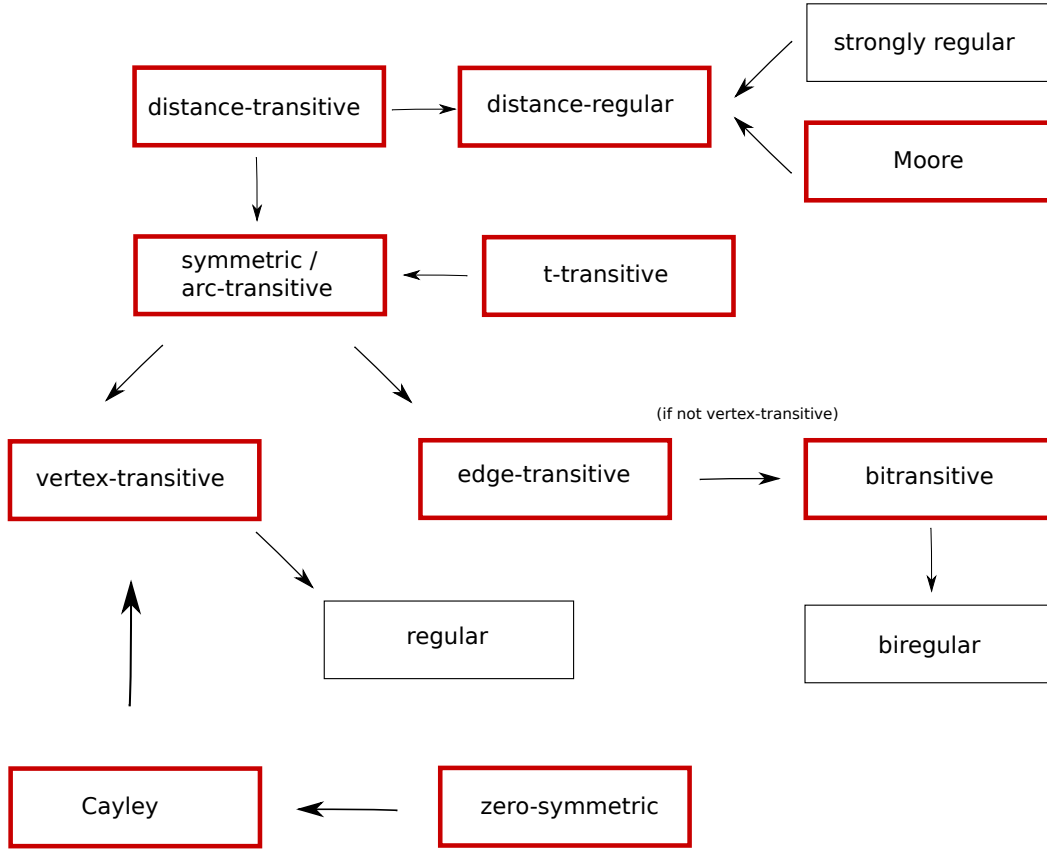 strongly regular
distance-transitive
distance-regular
Moore
symmetric /
arc-transitive
t-transitive
(if not vertex-transitive)
vertex-transitive
edge-transitive
bitransitive
regular
biregular
Cayley
zero-symmetric